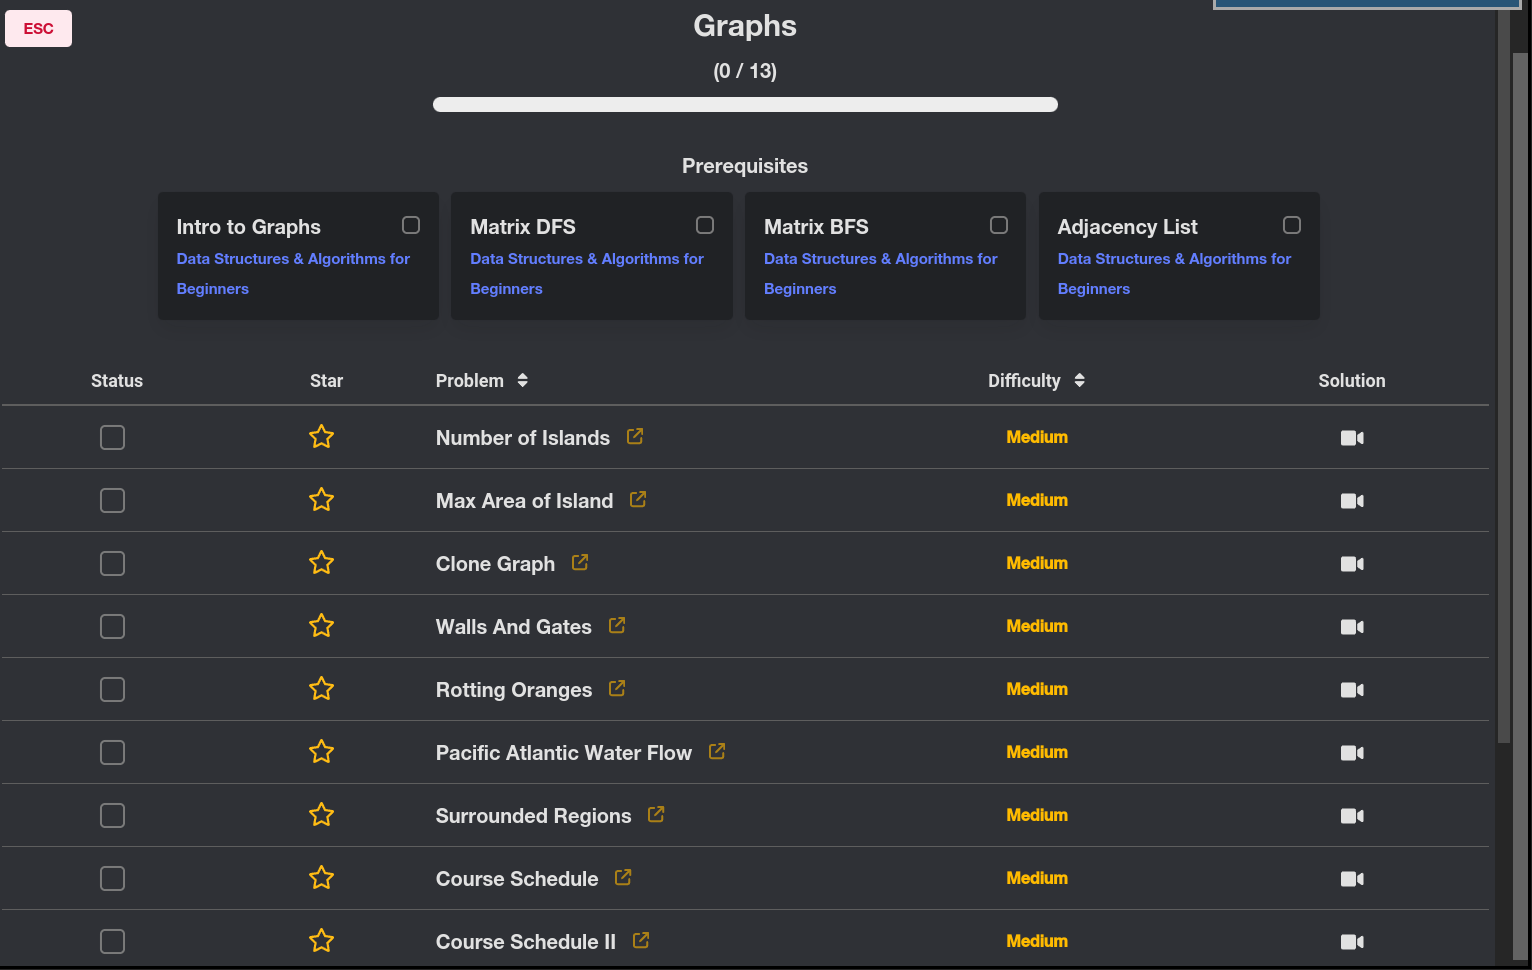 ESC
Graphs
(0 / 13)
Prerequisites
Intro to Graphs
Data Structures & Algorithms for
Beginners
Matrix DFS
Data Structures & Algorithms for
Beginners
Matrix BFS
Data Structures & Algorithms for
Beginners
Adjacency List
Data Structures & Algorithms for
Beginners
Status Star Problem Difficulty Solution
Number of Islands Medium
Max Area of Island Medium
Clone Graph Medium
Walls And Gates Medium
Rotting Oranges Medium
Pacific Atlantic Water Flow Medium
Surrounded Regions Medium
Course Schedule Medium
Course Schedule II Medium